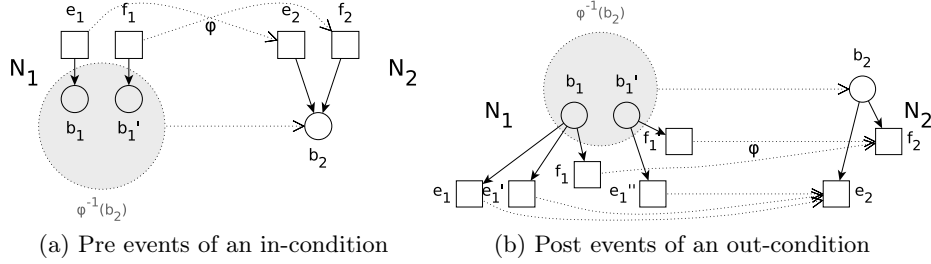 e1 f1 e2 f2
φ
N1 N2
b1 b1'
b2
φ-1(b2)
(a) Pre events of an in-condition
φ-1(b2)
b2
b1 b1'
N1 N2
f1' f2
φ
f1
e1 e1' e1'' e2
(b) Post events of an out-condition